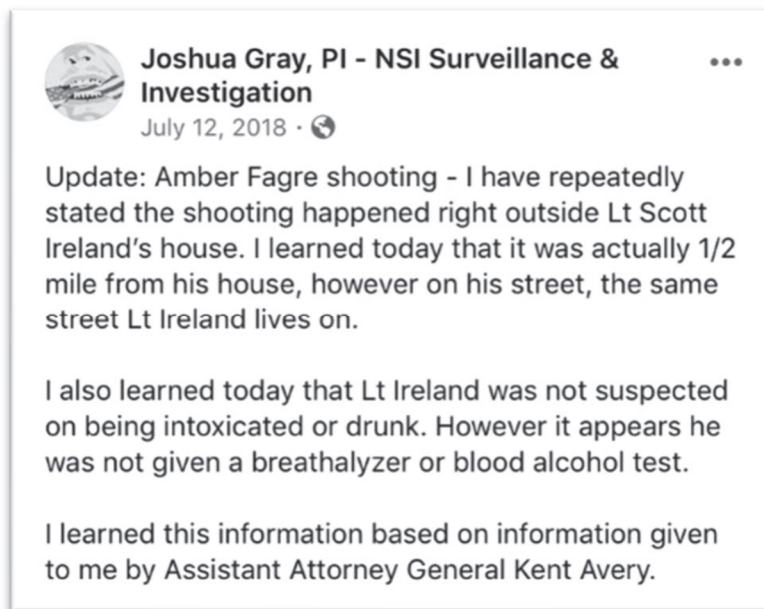 Joshua Gray, PI - NSI Surveillance &
Investigation
July 12, 2018 ·
Update: Amber Fagre shooting - I have repeatedly
stated the shooting happened right outside Lt Scott
Ireland's house. I learned today that it was actually 1/2
mile from his house, however on his street, the same
street Lt Ireland lives on.
I also learned today that Lt Ireland was not suspected
on being intoxicated or drunk. However it appears he
was not given a breathalyzer or blood alcohol test.
I learned this information based on information given
to me by Assistant Attorney General Kent Avery.